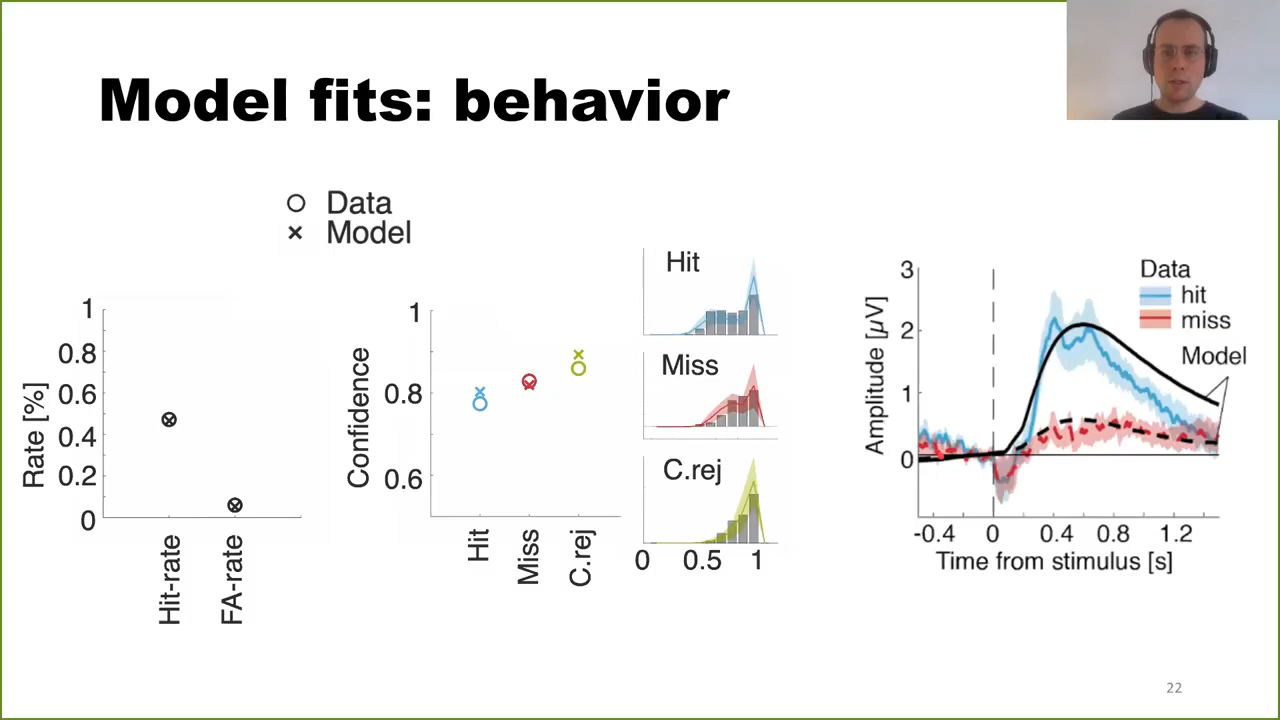 Model fits: behavior
Data
Model
1
0.8
0.6
0.4
0.2
0
Rate [%]
Hit-rate
FA-rate
1
0.8
0.6
Confidence
Hit
Miss
C.rej
Hit
Miss
C.rej
0 0.5 1
3
2
1
0
Amplitude [µV]
Data
hit
miss
Model
-0.4 0 0.4 0.8 1.2
Time from stimulus [s]
22